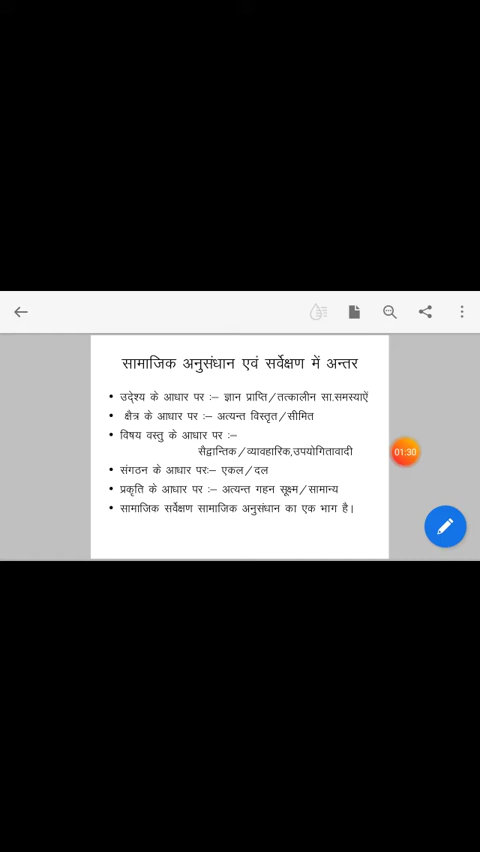 सामाजिक अनुसंधान एवं सर्वेक्षण में अन्तर
• उदे्श्य के आधार पर :– ज्ञान प्राप्ति/तत्कालीन सा.समस्याऐं
• क्षैत्र के आधार पर :– अत्यन्त विस्तृत/सीमित
• विषय वस्तु के आधार पर :–
सैद्वान्तिक/व्यावहारिक,उपयोगितावादी
01:30
• संगठन के आधार परः– एकल/दल
• प्रकृति के आधार पर :– अत्यन्त गहन सूक्ष्म/सामान्य
• सामाजिक सर्वेक्षण सामाजिक अनुसंधान का एक भाग है।